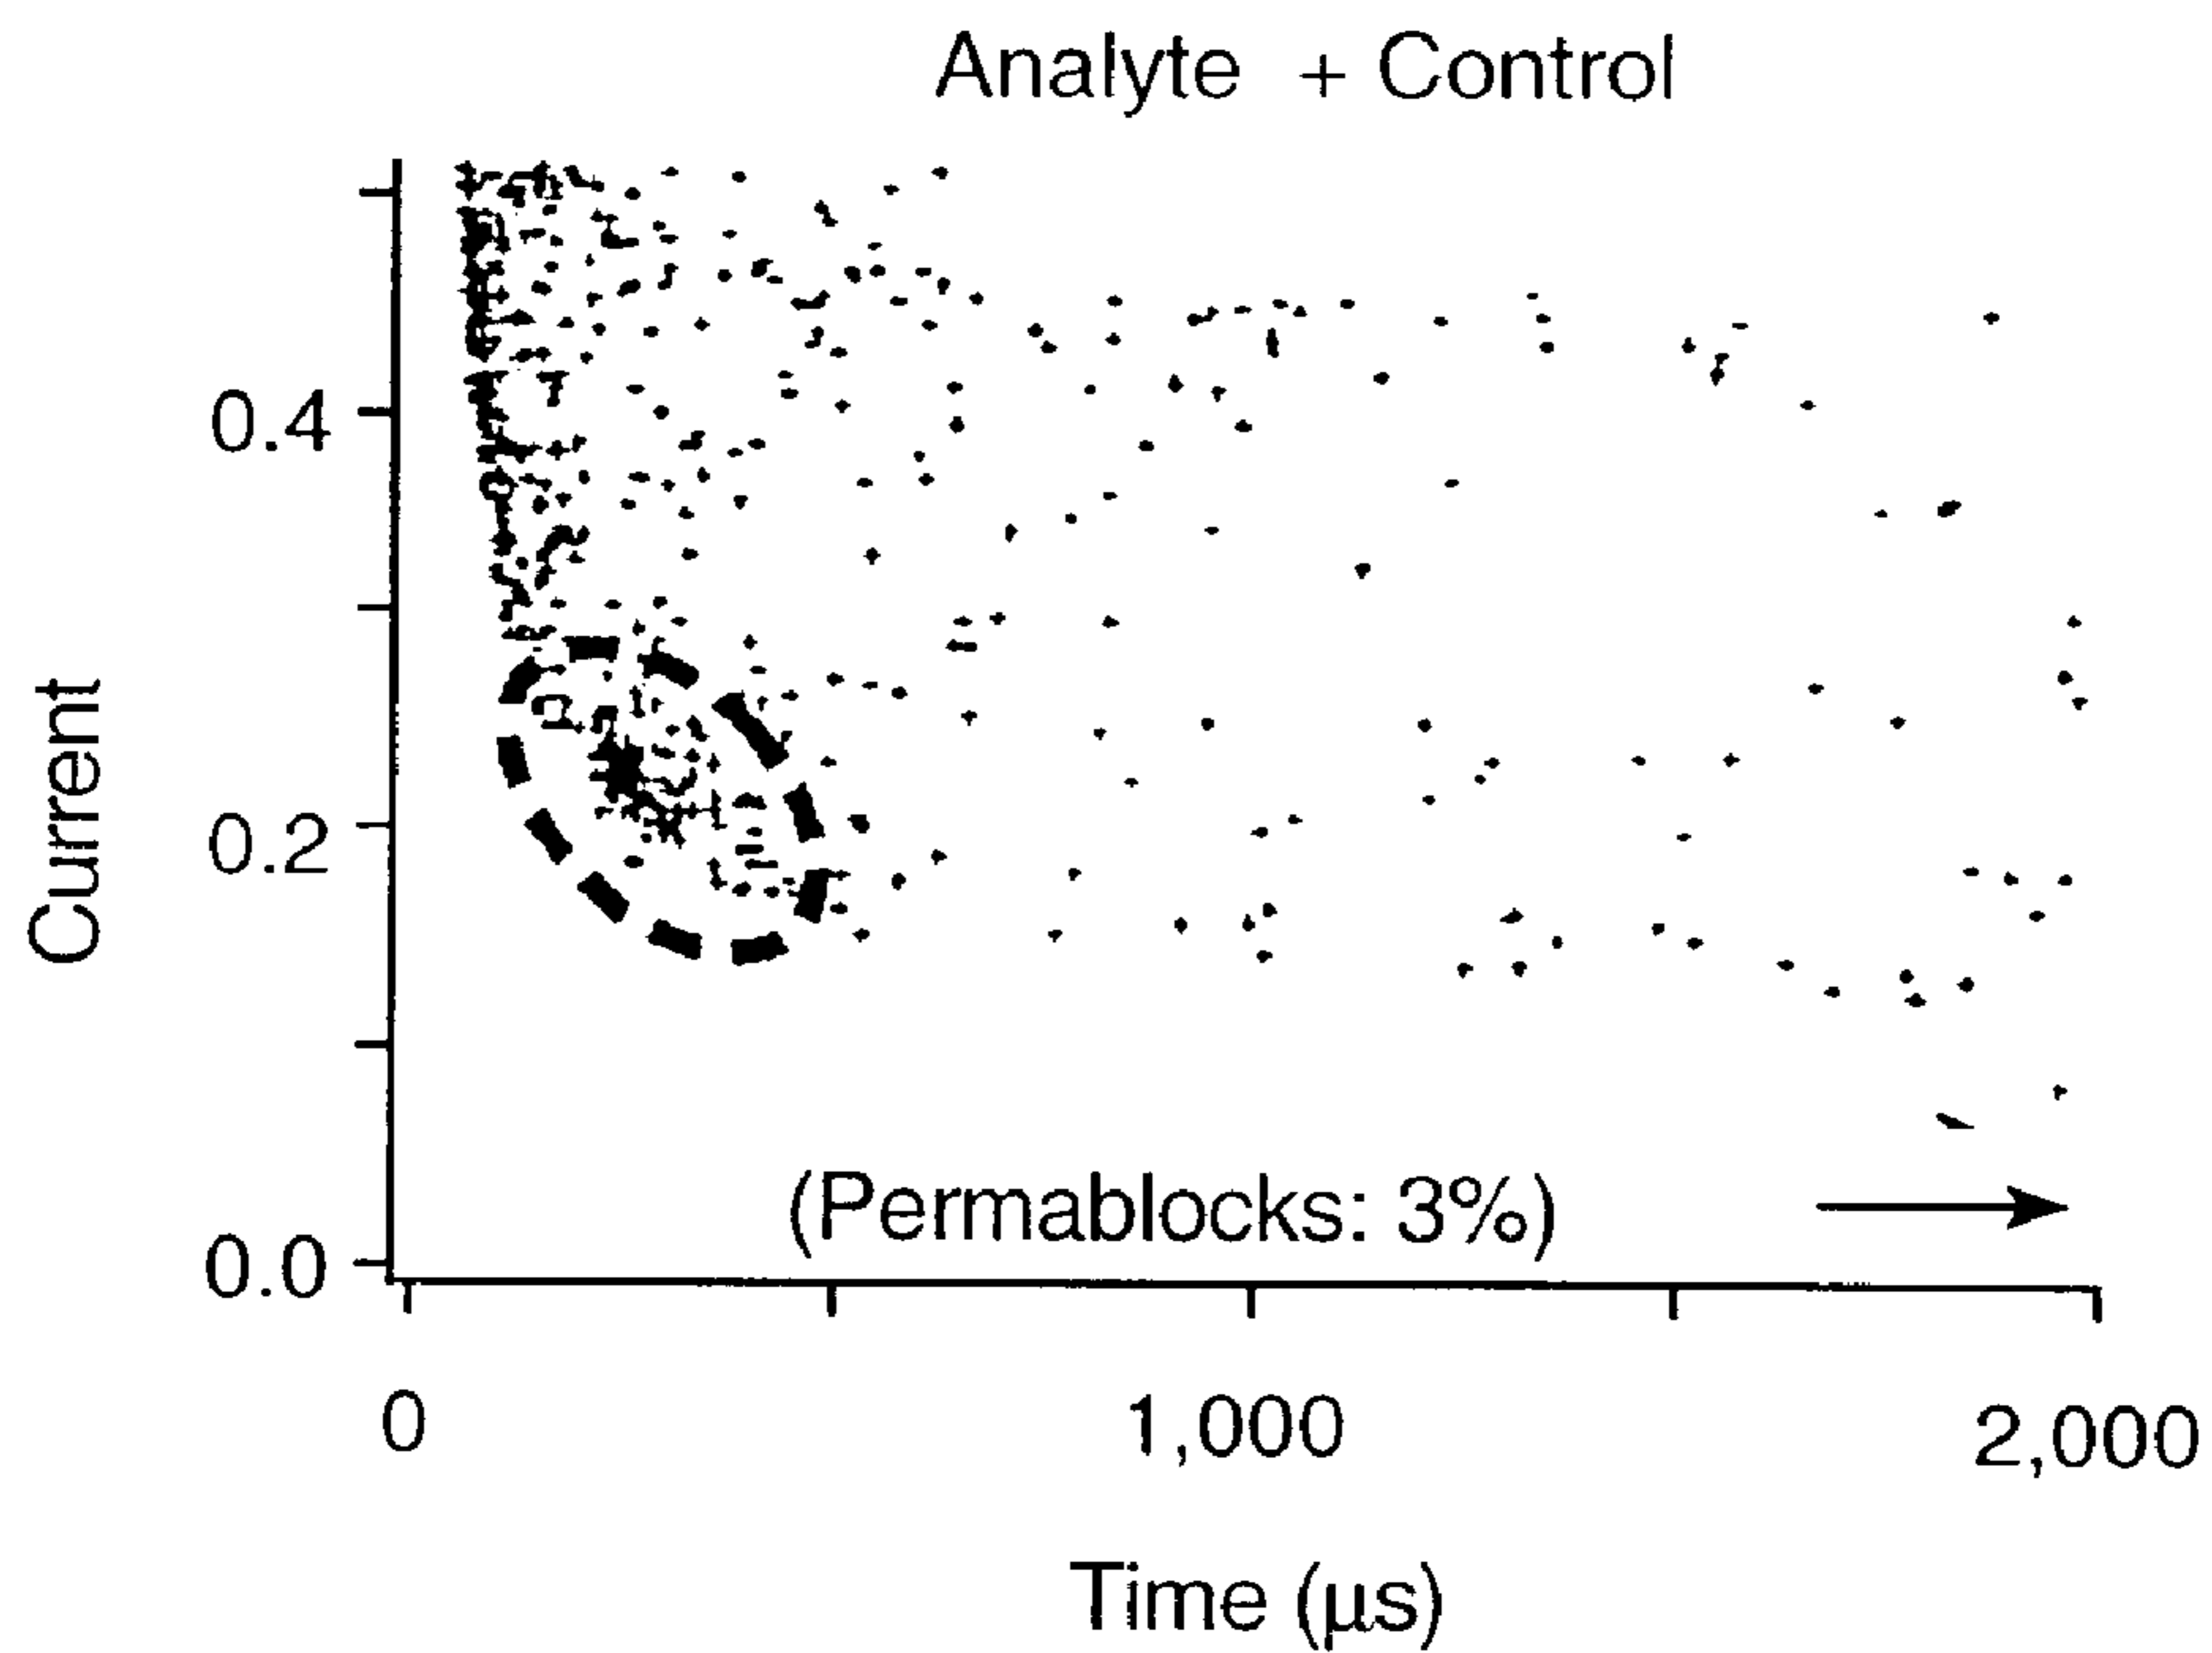 Analyte + Control
0.4
0.2
0.0
Current
(Permablocks: 3%)
0
1,000
2,000
Time (µs)